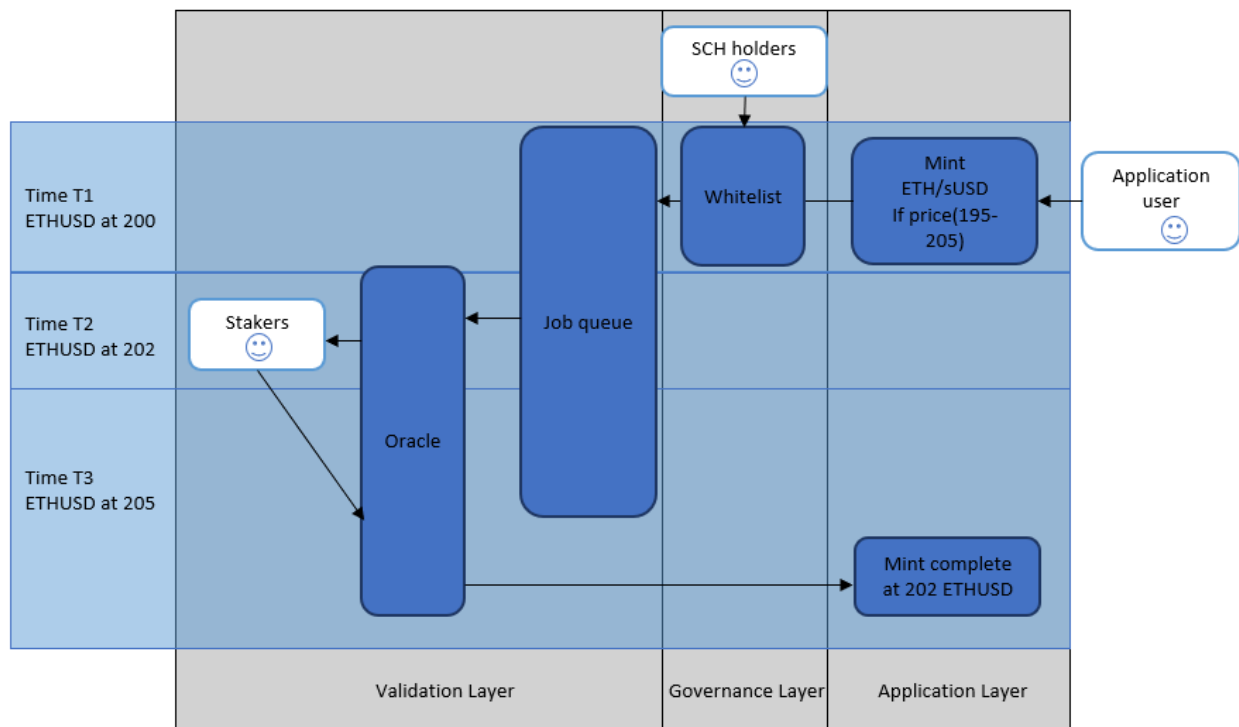 SCH holders
Time T1
ETHUSD at 200
Whitelist
Mint
ETH/sUSD
If price(195-
205)
Application
user
Time T2
ETHUSD at 202
Stakers
Job queue
Time T3
ETHUSD at 205
Oracle
Mint complete
at 202 ETHUSD
Validation Layer
Governance Layer
Application Layer